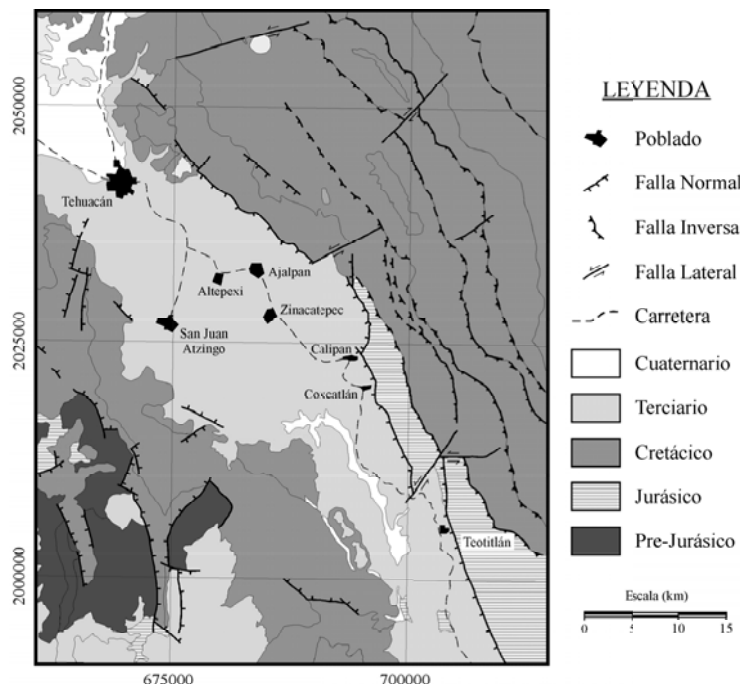 2050000
2025000
2000000
675000
700000
Tehuacán
Ajalpan
Altepexi
Zinacatepec
San Juan
Atzingo
Calipan
Coxcatlán
Teotitlán
LEYENDA
Poblado
Falla Normal
Falla Inversa
Falla Lateral
Carretera
Cuaternario
Terciario
Cretácico
Jurásico
Pre-Jurásico
Escala (km)
0 5 10 15